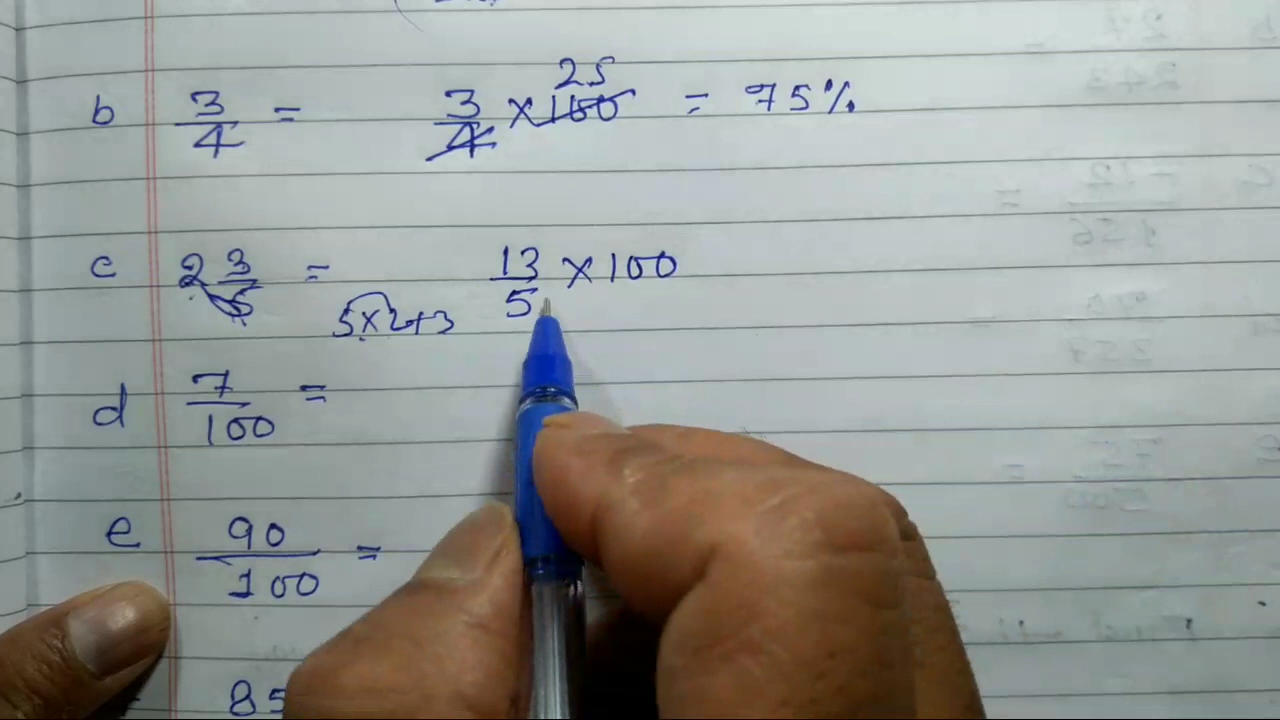 25
b 3/4 = 3/4 × 100 = 75%
c 2 3/5 = 5×2+3 13/5 × 100
d 7/100 =
e 90/100 =
85